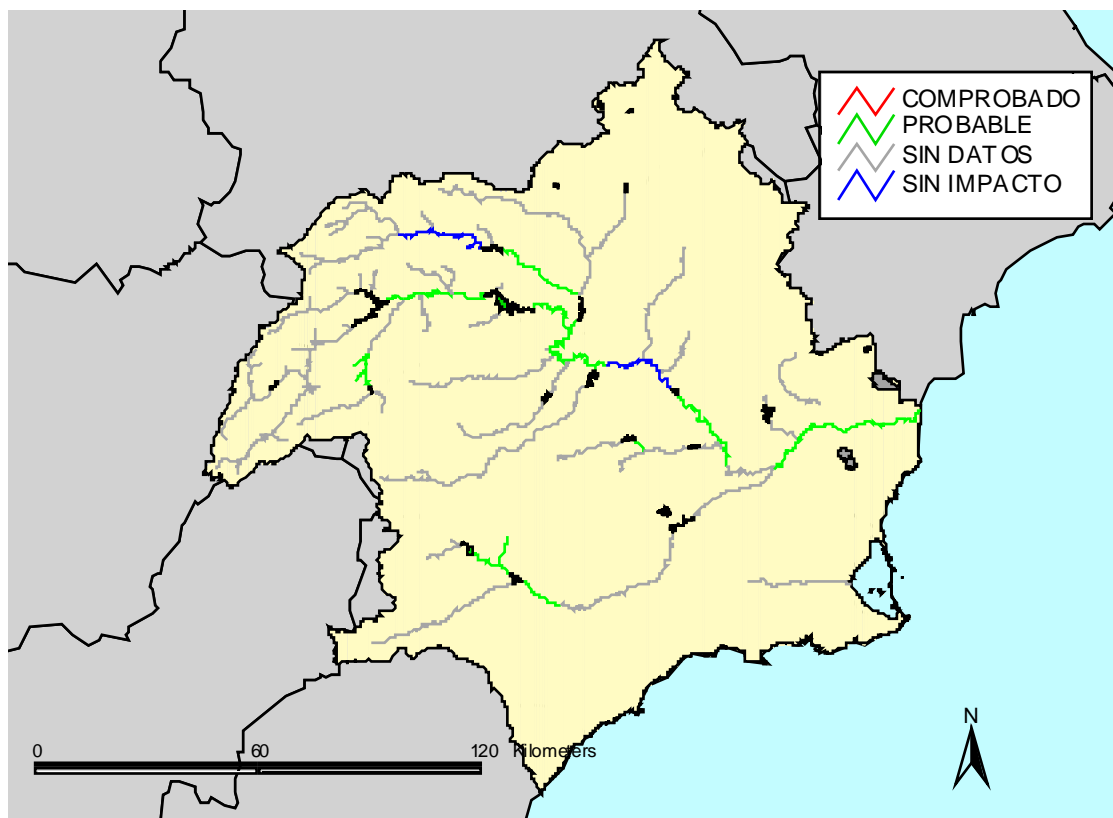 COMPROBADO
PROBABLE
SIN DATOS
SIN IMPACTO
N
0 60 120 Kilometers